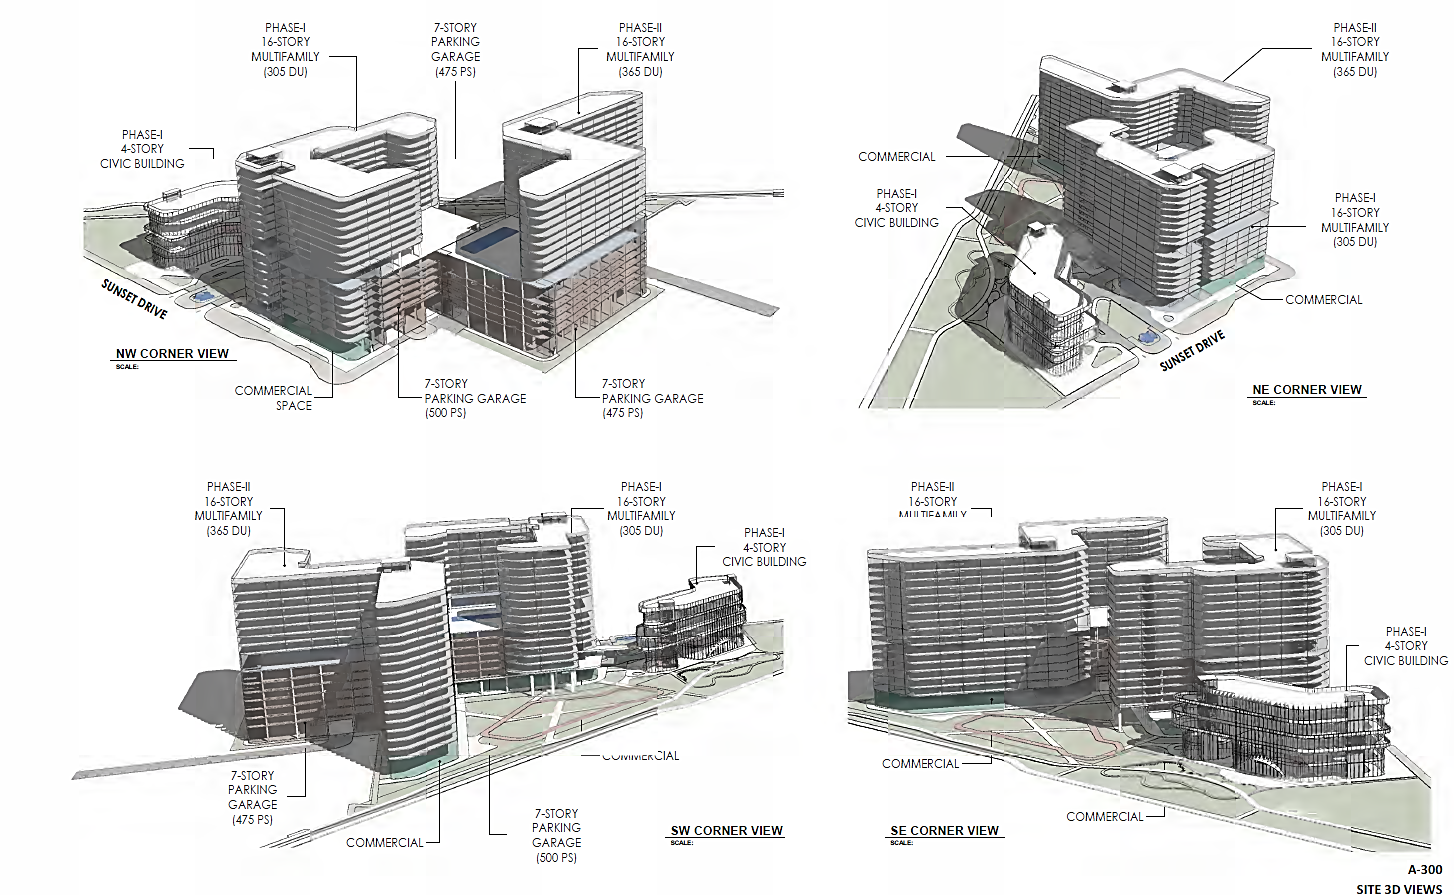 PHASE-I
16-STORY
MULTIFAMILY
(305 DU)
7-STORY
PARKING
GARAGE
(475 PS)
PHASE-II
16-STORY
MULTIFAMILY
(365 DU)
PHASE-I
4-STORY
CIVIC BUILDING
SUNSET DRIVE
NW CORNER VIEW
SCALE:
COMMERCIAL
SPACE
7-STORY
PARKING GARAGE
(500 PS)
7-STORY
PARKING GARAGE
(475 PS)
PHASE-II
16-STORY
MULTIFAMILY
(365 DU)
COMMERCIAL
PHASE-I
4-STORY
CIVIC BUILDING
PHASE-I
16-STORY
MULTIFAMILY
(305 DU)
COMMERCIAL
SUNSET DRIVE
NE CORNER VIEW
SCALE:
PHASE-II
16-STORY
MULTIFAMILY
(365 DU)
PHASE-I
16-STORY
MULTIFAMILY
(305 DU)
PHASE-I
4-STORY
CIVIC BUILDING
7-STORY
PARKING
GARAGE
(475 PS)
COMMERCIAL
COMMERCIAL
7-STORY
PARKING
GARAGE
(500 PS)
SW CORNER VIEW
SCALE:
PHASE-II
16-STORY
MULTIFAMILY
PHASE-I
16-STORY
MULTIFAMILY
(305 DU)
PHASE-I
4-STORY
CIVIC BUILDING
COMMERCIAL
COMMERCIAL
SE CORNER VIEW
SCALE:
A-300
SITE 3D VIEWS